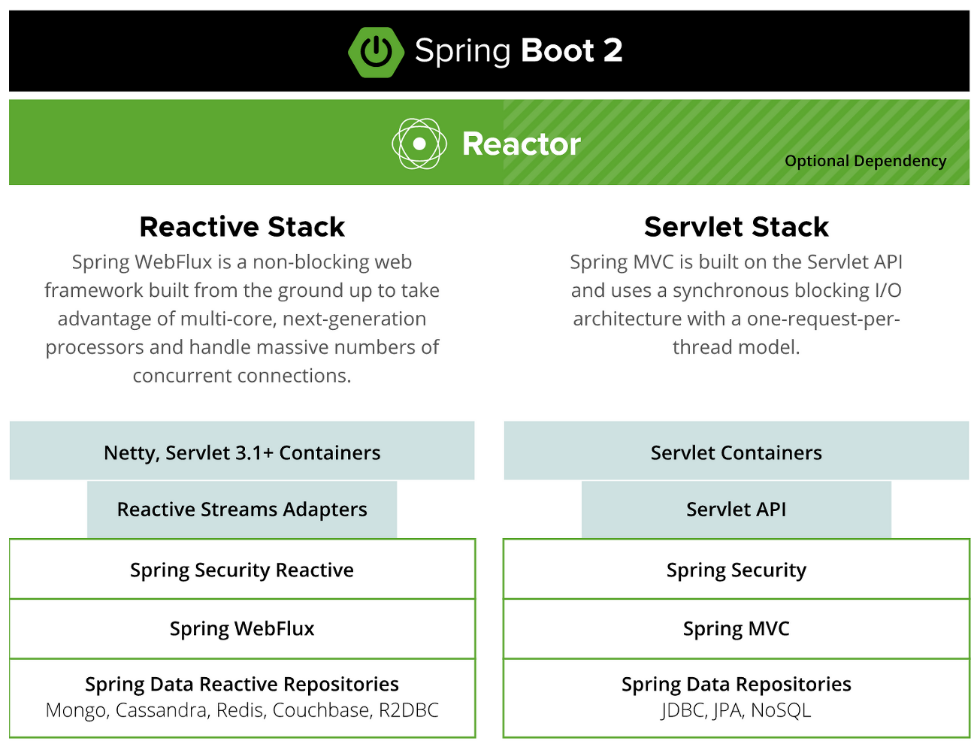 Spring Boot 2
Reactor
Optional Dependency
Reactive Stack
Spring WebFlux is a non-blocking web
framework built from the ground up to take
advantage of multi-core, next-generation
processors and handle massive numbers of
concurrent connections.
Netty, Servlet 3.1+ Containers
Reactive Streams Adapters
Spring Security Reactive
Spring WebFlux
Spring Data Reactive Repositories
Mongo, Cassandra, Redis, Couchbase, R2DBC
Servlet Stack
Spring MVC is built on the Servlet API
and uses a synchronous blocking I/O
architecture with a one-request-per-
thread model.
Servlet Containers
Servlet API
Spring Security
Spring MVC
Spring Data Repositories
JDBC, JPA, NoSQL